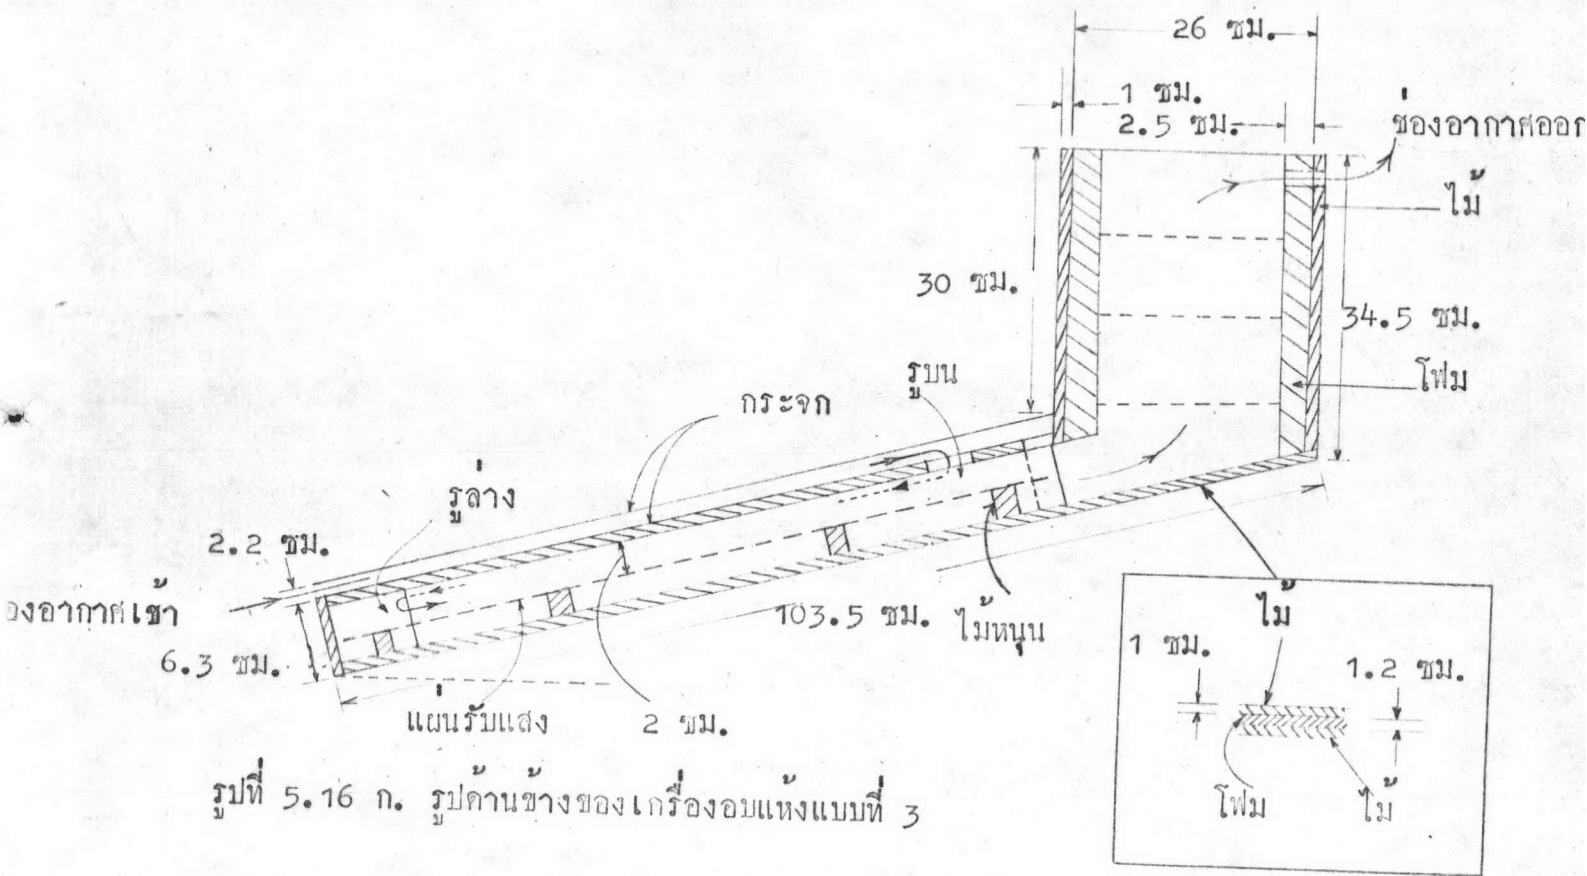 26 ซม.
1 ซม.
2.5 ซม.
ช่องอากาศออก
ไม้
30 ซม.
34.5 ซม.
โฟม
รูบน
กระจก
รูล่าง
2.2 ซม.
องอากาศเข้า
6.3 ซม.
103.5 ซม.
ไม้หนุน
แผ่นรับแสง
2 ซม.
ไม้
1 ซม.
1.2 ซม.
โฟม
ไม้
รูปที่ 5.16 ก. รูปด้านข้างของเครื่องอบแห้งแบบที่ 3